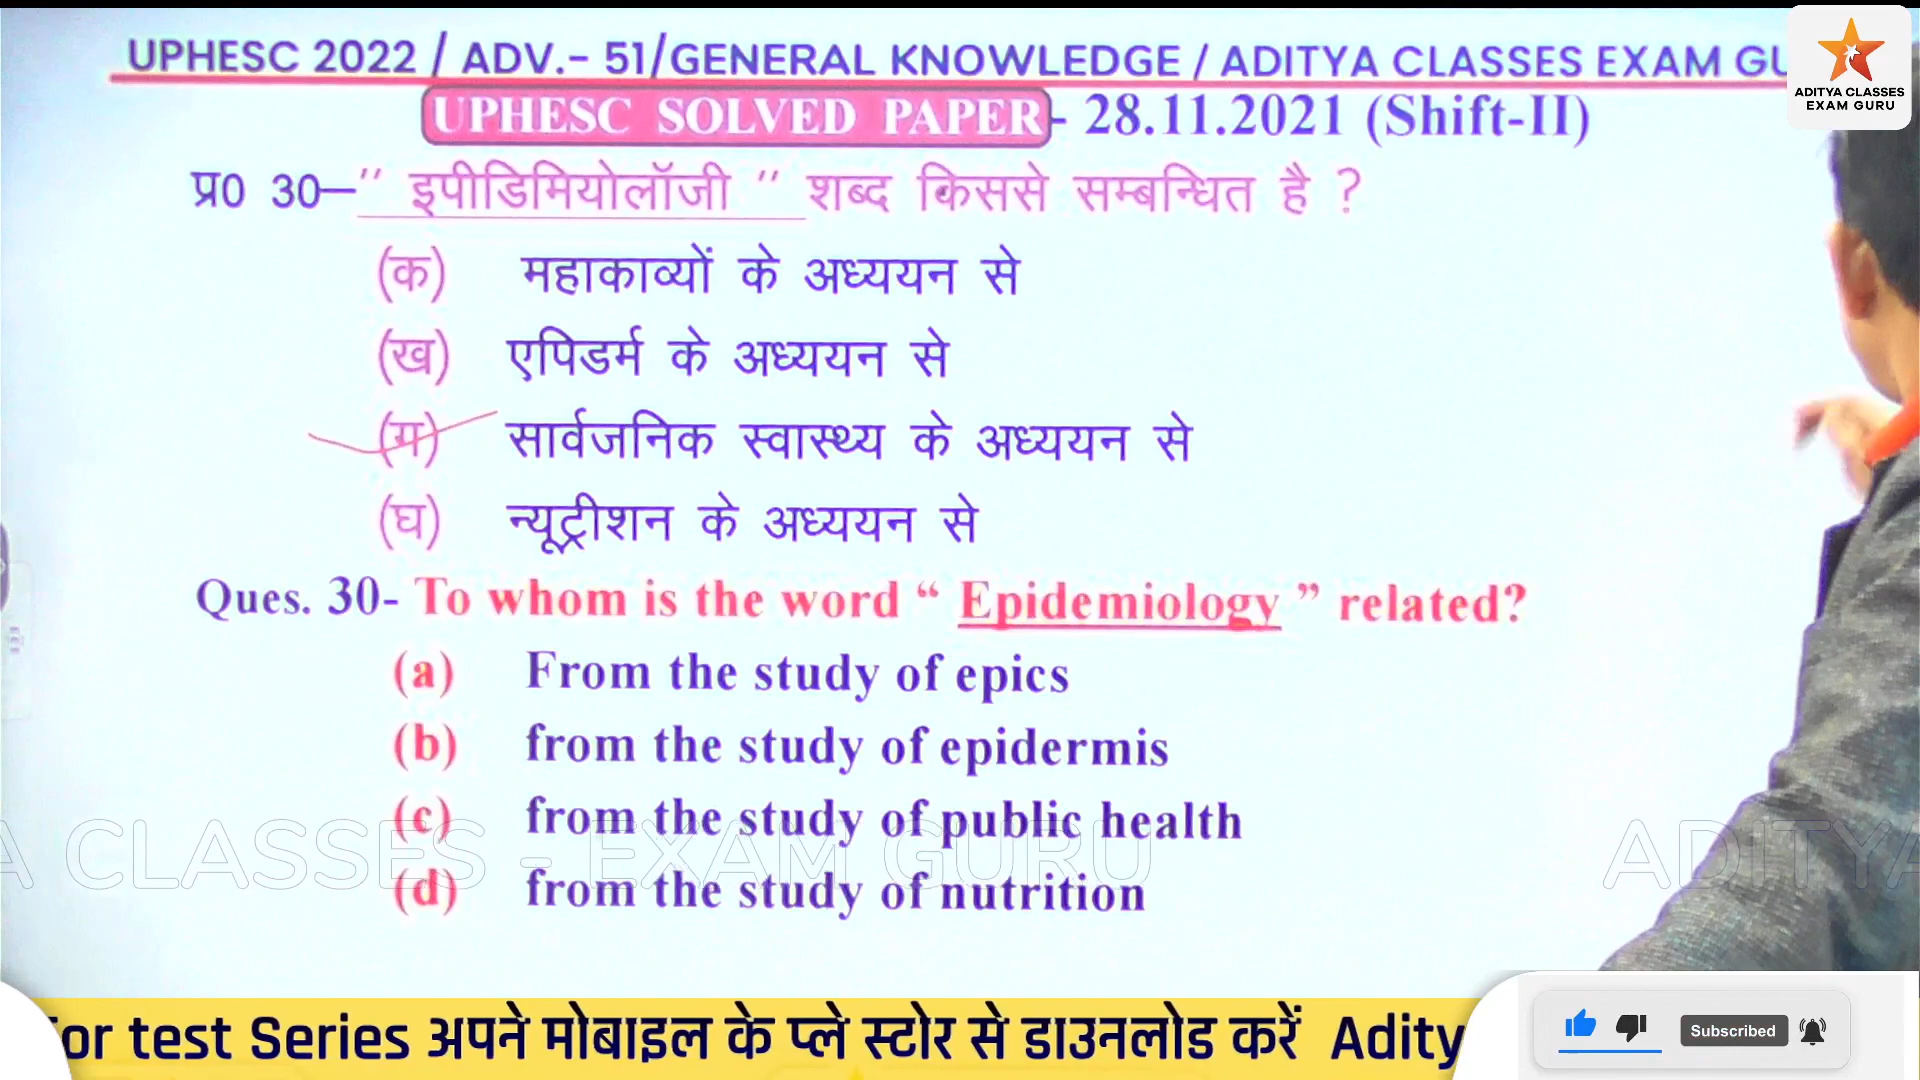 UPHESC 2022 / ADV.- 51/GENERAL KNOWLEDGE / ADITYA CLASSES EXAM GU
ADITYA CLASSES
EXAM GURU
UPHESC SOLVED PAPER - 28.11.2021 (Shift-II)
प्र0 30–" इपीडिमियोलॉजी " शब्द किससे सम्बन्धित है ?
(क) महाकाव्यों के अध्ययन से
(ख) एपिडर्म के अध्ययन से
(ग) सार्वजनिक स्वास्थ्य के अध्ययन से
(घ) न्यूट्रीशन के अध्ययन से
Ques. 30- To whom is the word “ Epidemiology ” related?
(a) From the study of epics
(b) from the study of epidermis
(c) from the study of public health
A CLASSES - EXAM GURU ADITYA
(d) from the study of nutrition
For test Series अपने मोबाइल के प्ले स्टोर से डाउनलोड करें Adity
Subscribed